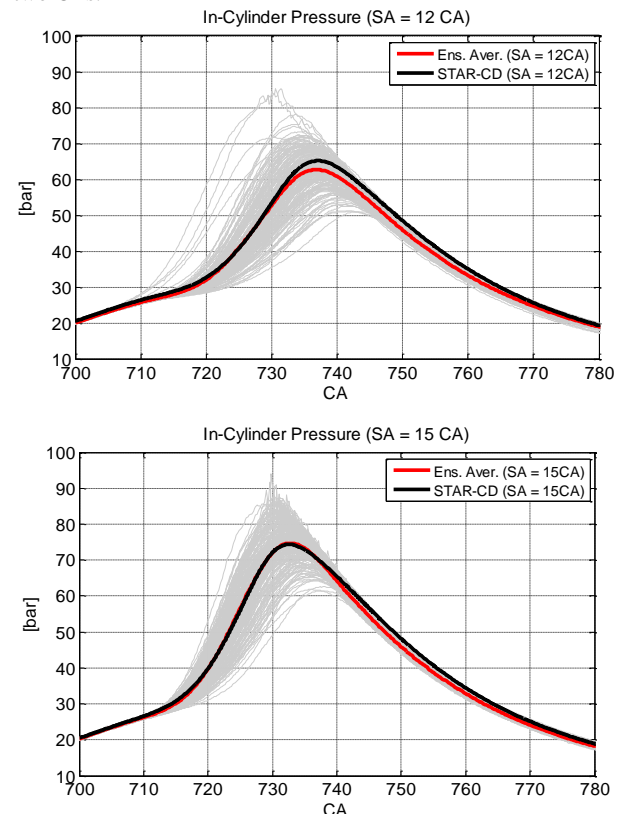 In-Cylinder Pressure (SA = 12 CA)
100
90
80
70
60
50
40
30
20
10
[bar]
Ens. Aver. (SA = 12CA)
STAR-CD (SA = 12CA)
700 710 720 730 740 750 760 770 780
CA
In-Cylinder Pressure (SA = 15 CA)
100
90
80
70
60
50
40
30
20
10
[bar]
Ens. Aver. (SA = 15CA)
STAR-CD (SA = 15CA)
700 710 720 730 740 750 760 770 780
CA